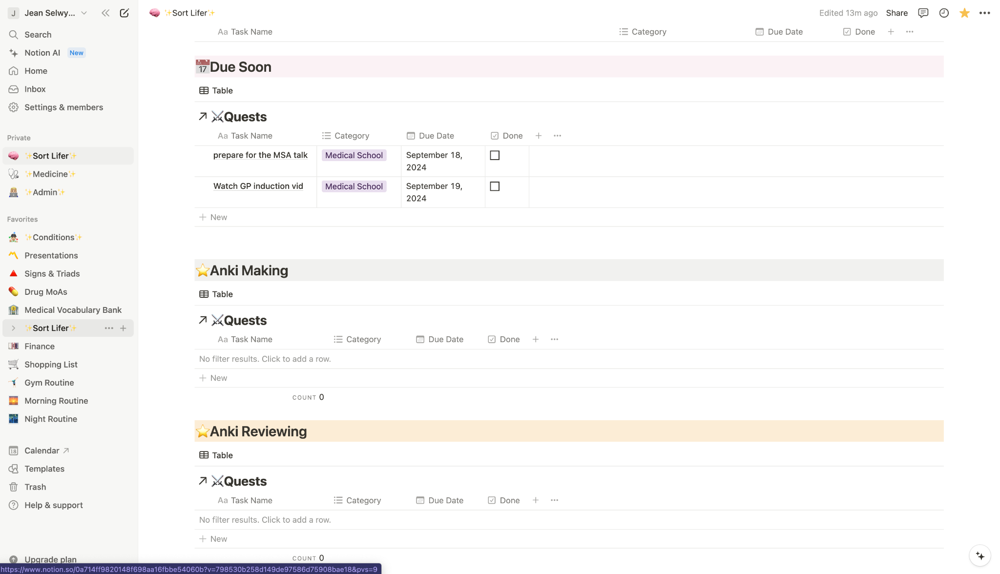 J Jean Selwy...
Search
Notion AI New
Home
Inbox
Settings & members
Private
✨Sort Lifer✨
✨Medicine✨
✨Admin✨
Favorites
✨Conditions✨
Presentations
Signs & Triads
Drug MoAs
Medical Vocabulary Bank
✨Sort Lifer✨
Finance
Shopping List
Gym Routine
Morning Routine
Night Routine
18 Calendar
Templates
Trash
Help & support
Upgrade plan
https://www.notion.so/0a714ff9820148f698aa16fbbe54060b?v=798530b258d149de97586d75908bae18&pvs=9
✨Sort Lifer✨
Edited 13m ago Share
Aa Task Name Category Due Date Done
JUL 17 Due Soon
Table
⚔Quests
Aa Task Name Category Due Date Done
prepare for the MSA talk Medical School September 18, 2024
Watch GP induction vid Medical School September 19, 2024
+ New
⭐Anki Making
Table
⚔Quests
Aa Task Name Category Due Date Done
No filter results. Click to add a row.
+ New
COUNT 0
⭐Anki Reviewing
Table
⚔Quests
Aa Task Name Category Due Date Done
No filter results. Click to add a row.
+ New
COUNT 0